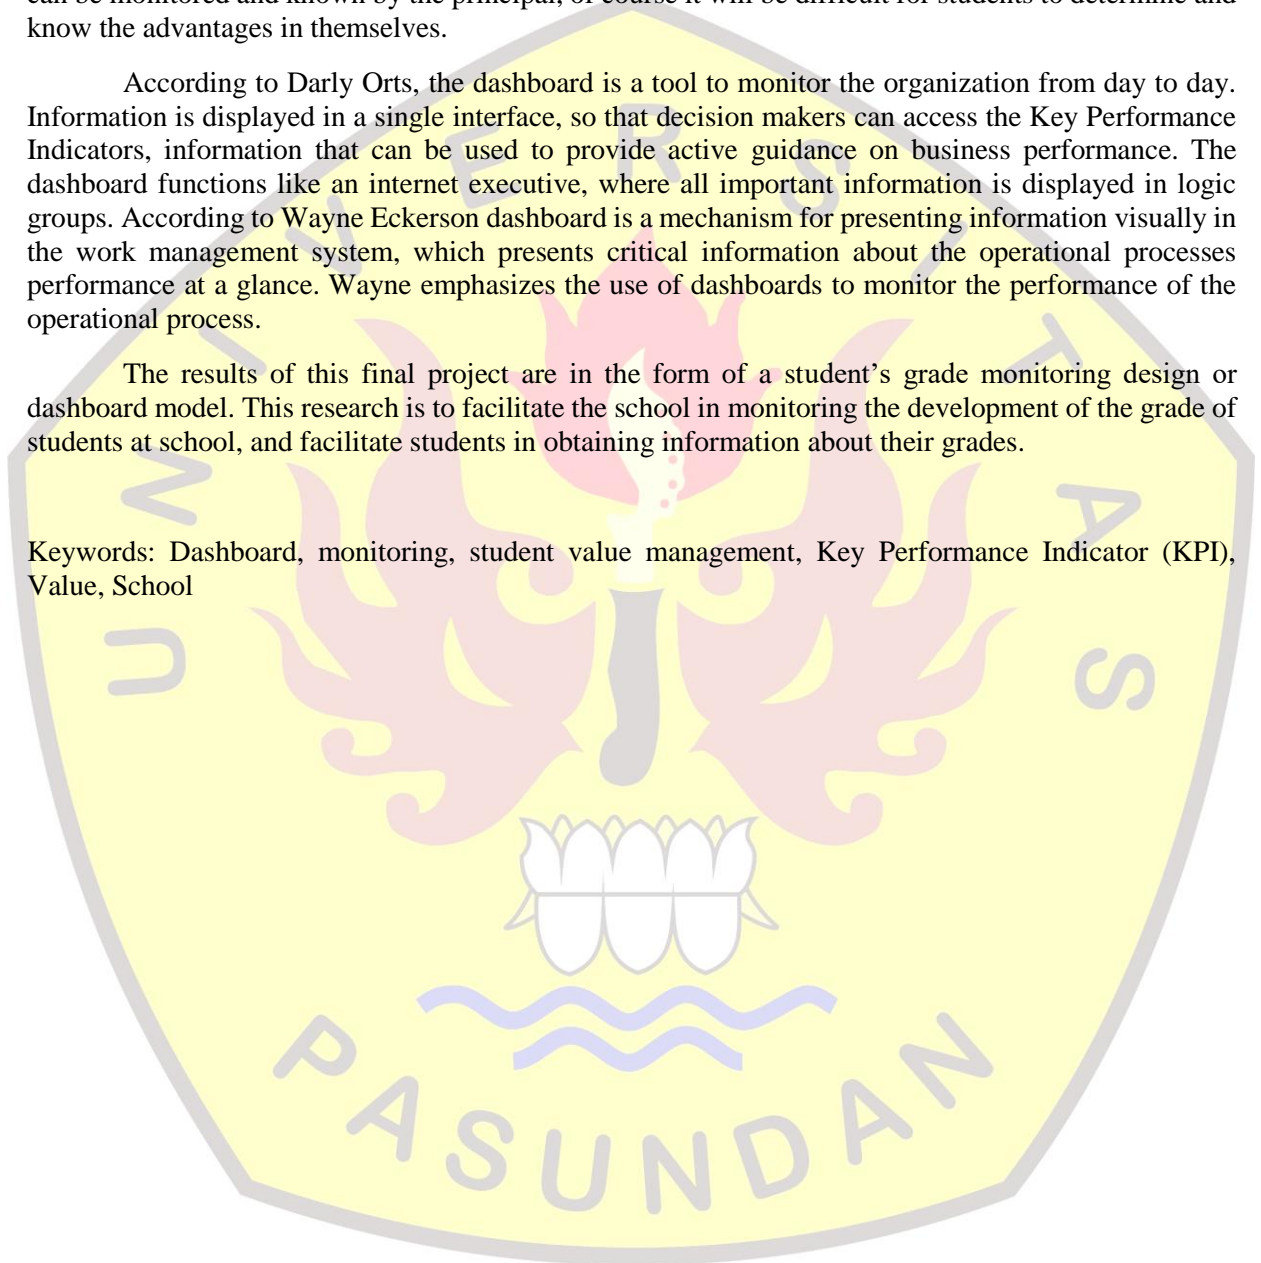 can be monitored and known by the principal, of course it will be difficult for students to determine and
know the advantages in themselves.
According to Darly Orts, the dashboard is a tool to monitor the organization from day to day.
Information is displayed in a single interface, so that decision makers can access the Key Performance
Indicators, information that can be used to provide active guidance on business performance. The
dashboard functions like an internet executive, where all important information is displayed in logic
groups. According to Wayne Eckerson dashboard is a mechanism for presenting information visually in
the work management system, which presents critical information about the operational processes
performance at a glance. Wayne emphasizes the use of dashboards to monitor the performance of the
operational process.
The results of this final project are in the form of a student’s grade monitoring design or
dashboard model. This research is to facilitate the school in monitoring the development of the grade of
students at school, and facilitate students in obtaining information about their grades.
Keywords: Dashboard, monitoring, student value management, Key Performance Indicator (KPI),
Value, School
UNIVERSITAS
PASUNDAN